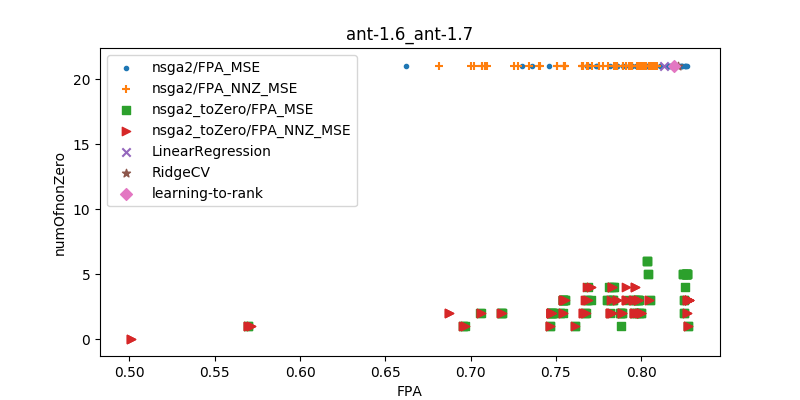 ant-1.6_ant-1.7
nsga2/FPA_MSE
nsga2/FPA_NNZ_MSE
nsga2_toZero/FPA_MSE
nsga2_toZero/FPA_NNZ_MSE
LinearRegression
RidgeCV
learning-to-rank
numOfnonZero
20
15
10
5
0
0.50 0.55 0.60 0.65 0.70 0.75 0.80
FPA